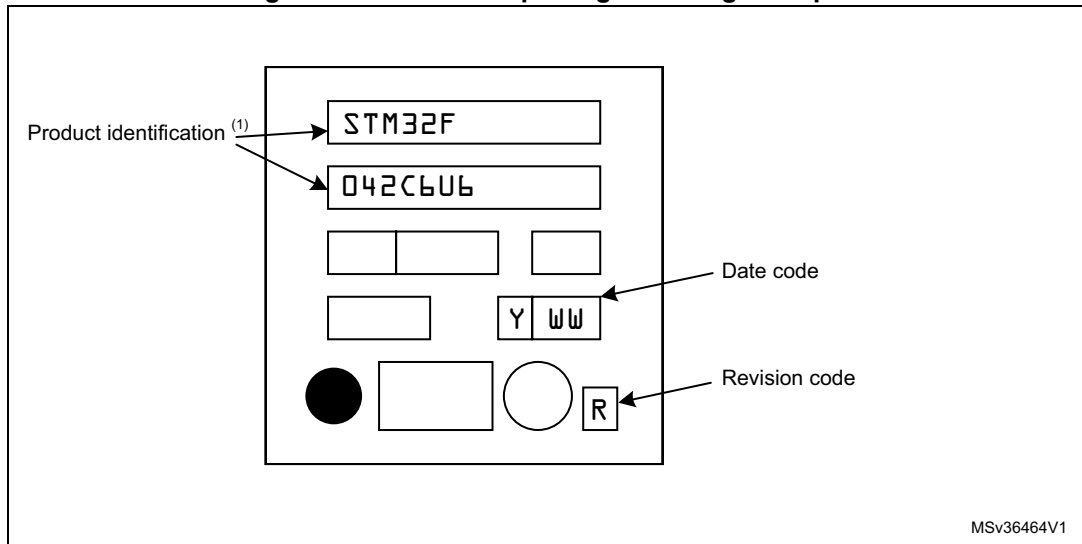 Product identification (1)
STM32F
042C6U6
Date code
Y WW
Revision code
R
MSv36464V1